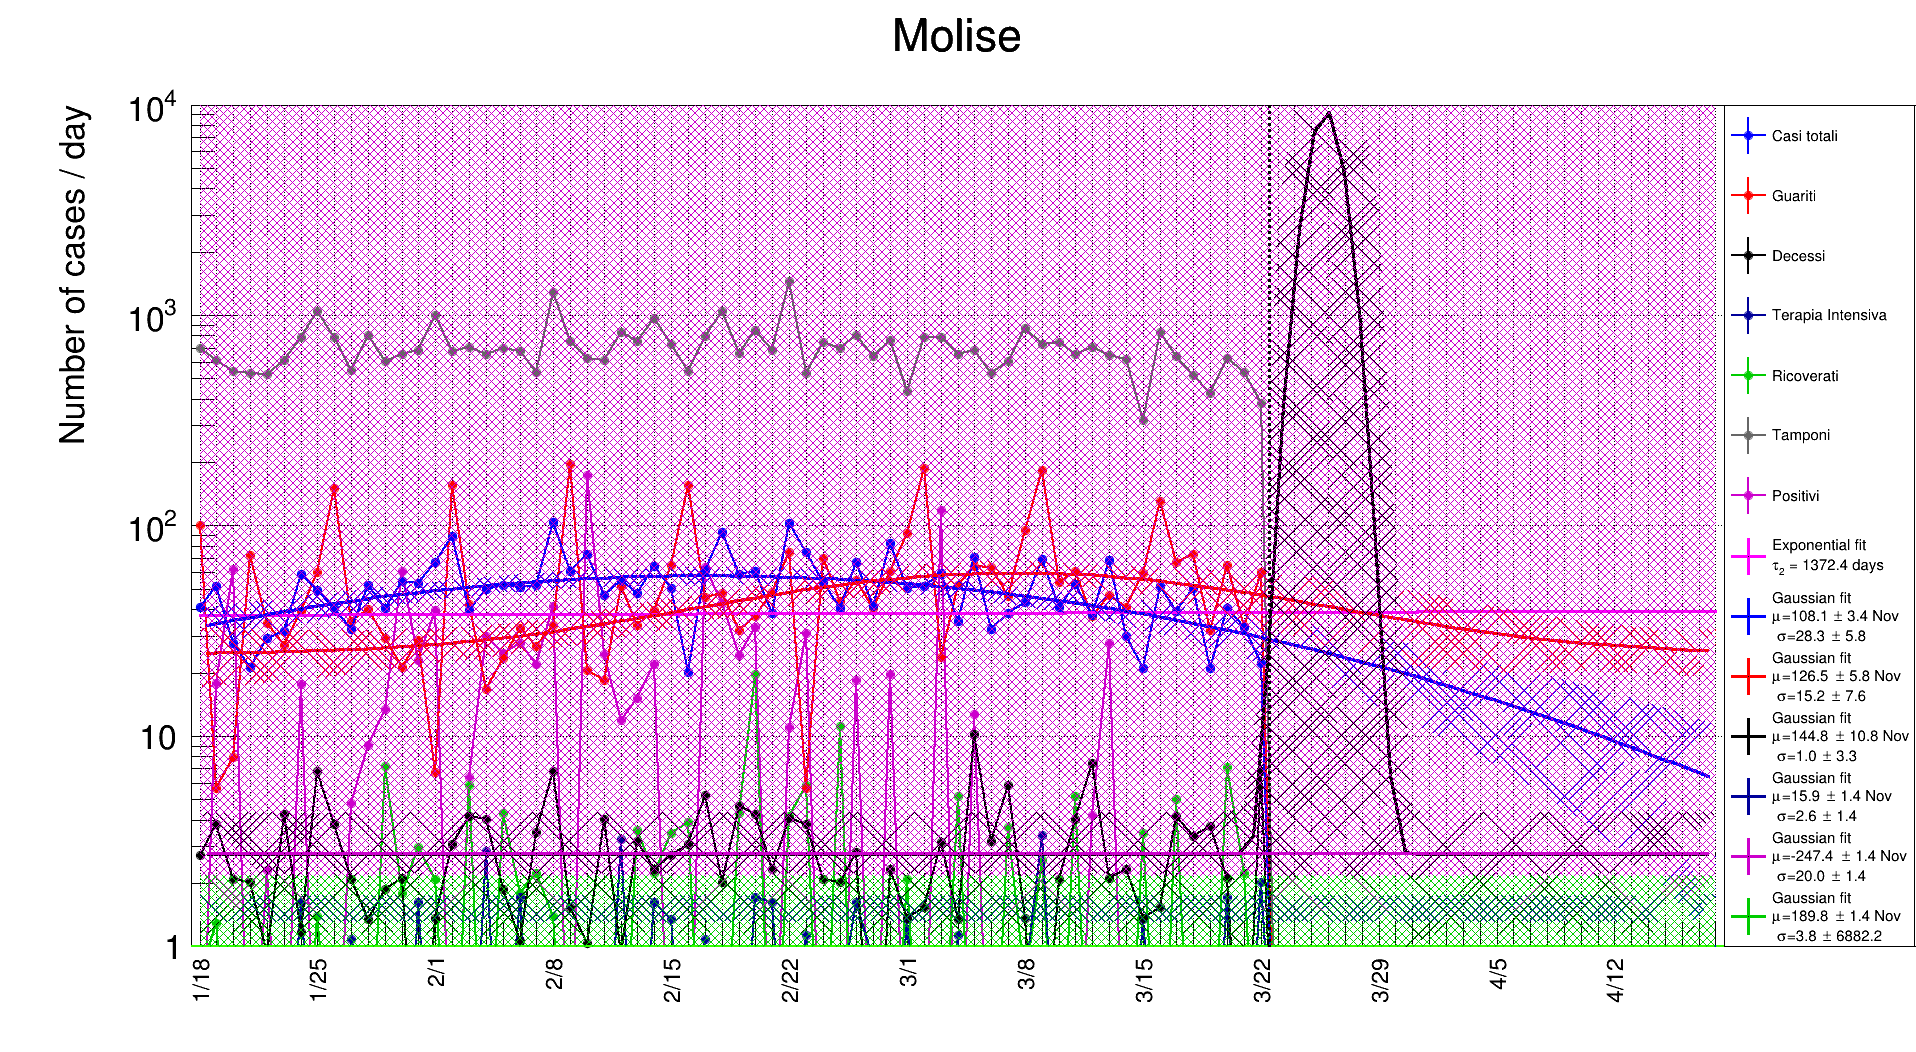 Molise
Number of cases / day
10⁴
10³
10²
10
1
1/18
1/25
2/1
2/8
2/15
2/22
3/1
3/8
3/15
3/22
3/29
4/5
4/12
Casi totali
Guariti
Decessi
Terapia Intensiva
Ricoverati
Tamponi
Positivi
Exponential fit
τ₂ = 1372.4 days
Gaussian fit
μ=108.1 ± 3.4 Nov
σ=28.3 ± 5.8
Gaussian fit
μ=126.5 ± 5.8 Nov
σ=15.2 ± 7.6
Gaussian fit
μ=144.8 ± 10.8 Nov
σ=1.0 ± 3.3
Gaussian fit
μ=15.9 ± 1.4 Nov
σ=2.6 ± 1.4
Gaussian fit
μ=-247.4 ± 1.4 Nov
σ=20.0 ± 1.4
Gaussian fit
μ=189.8 ± 1.4 Nov
σ=3.8 ± 6882.2